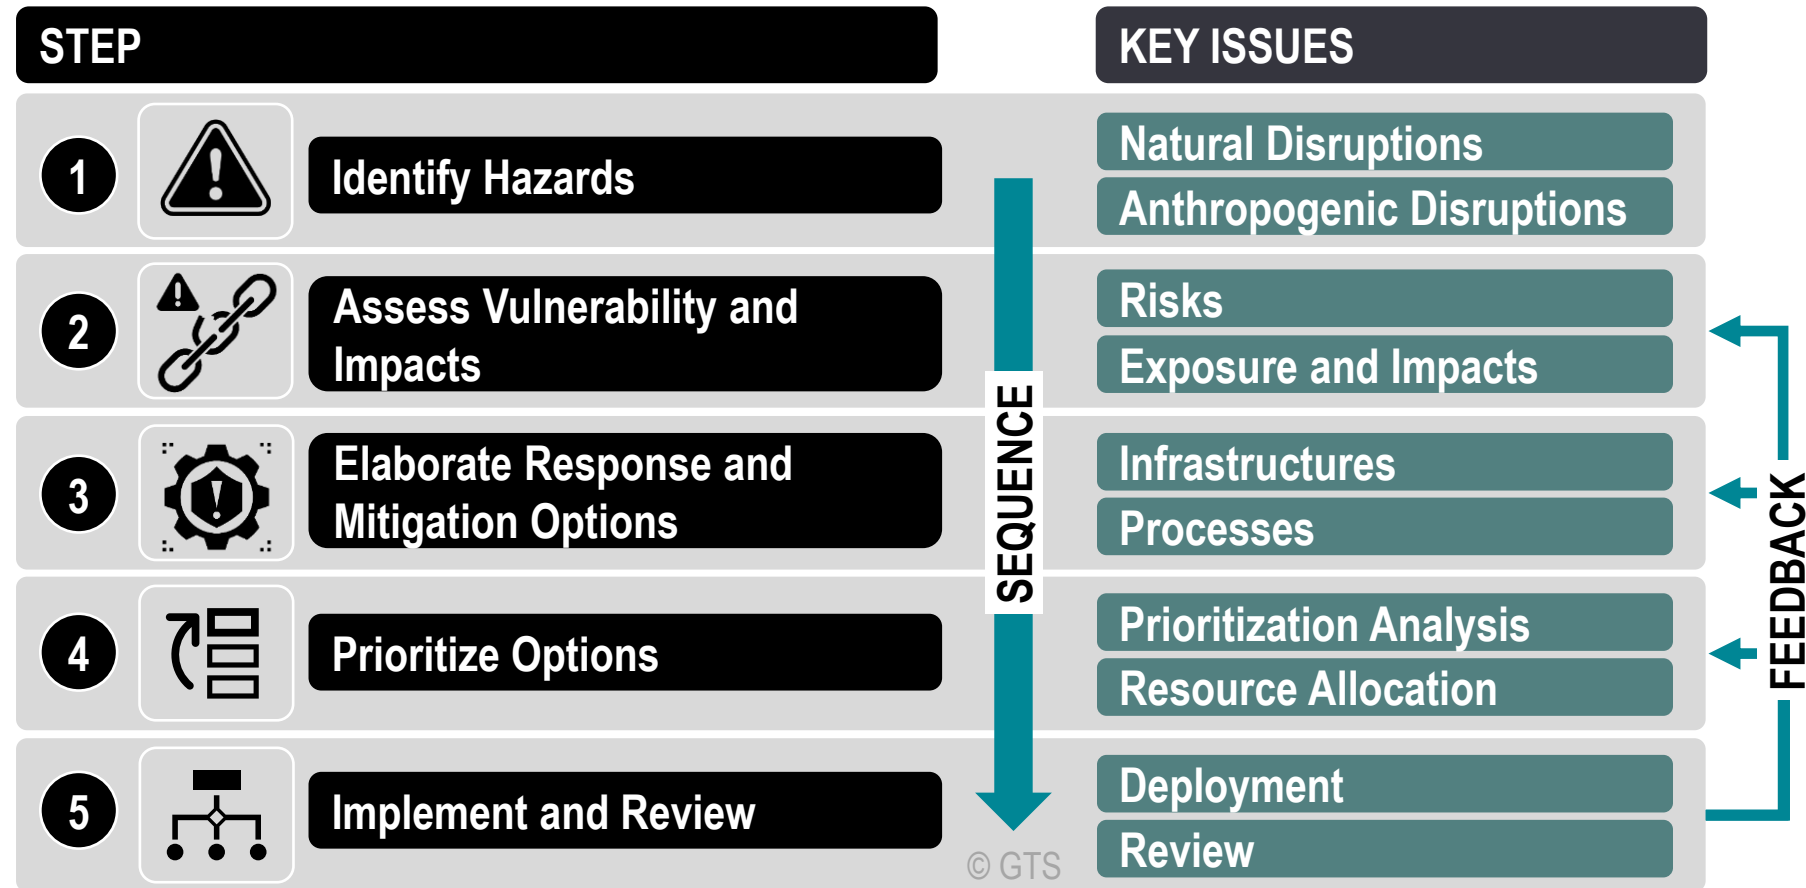 STEP
KEY ISSUES
1
Identify Hazards
Natural Disruptions
Anthropogenic Disruptions
2
Assess Vulnerability and
Impacts
Risks
Exposure and Impacts
3
Elaborate Response and
Mitigation Options
Infrastructures
Processes
4
Prioritize Options
Prioritization Analysis
Resource Allocation
5
Implement and Review
Deployment
Review
SEQUENCE
FEEDBACK
© GTS